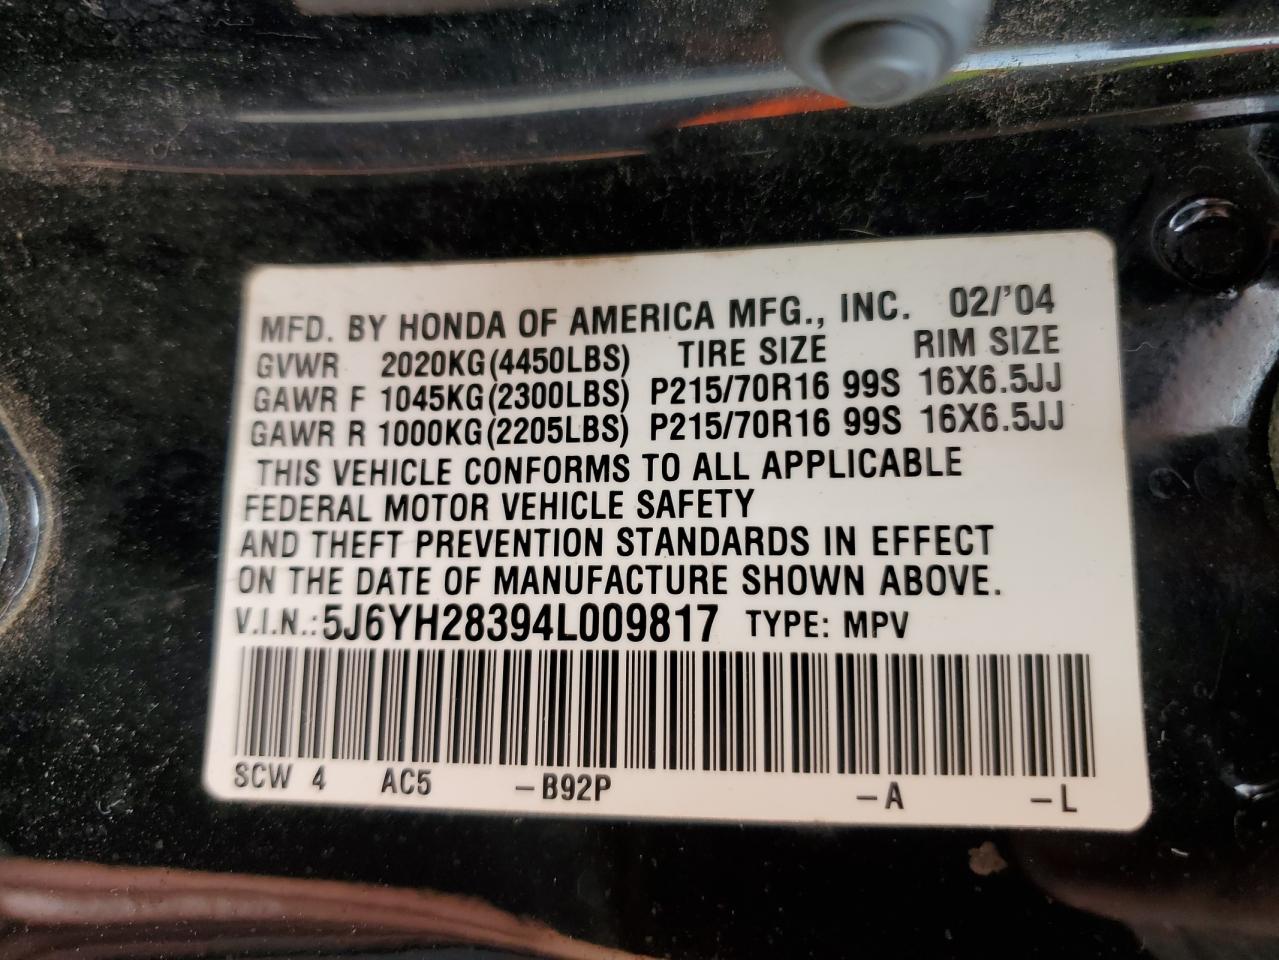 MFD. BY HONDA OF AMERICA MFG., INC. 02/'04
GVWR 2020KG(4450LBS) TIRE SIZE RIM SIZE
GAWR F 1045KG(2300LBS) P215/70R16 99S 16X6.5JJ
GAWR R 1000KG(2205LBS) P215/70R16 99S 16X6.5JJ
THIS VEHICLE CONFORMS TO ALL APPLICABLE
FEDERAL MOTOR VEHICLE SAFETY
AND THEFT PREVENTION STANDARDS IN EFFECT
ON THE DATE OF MANUFACTURE SHOWN ABOVE.
V.I.N.:5J6YH28394L009817 TYPE: MPV
SCW 4 AC5 -B92P -A -L